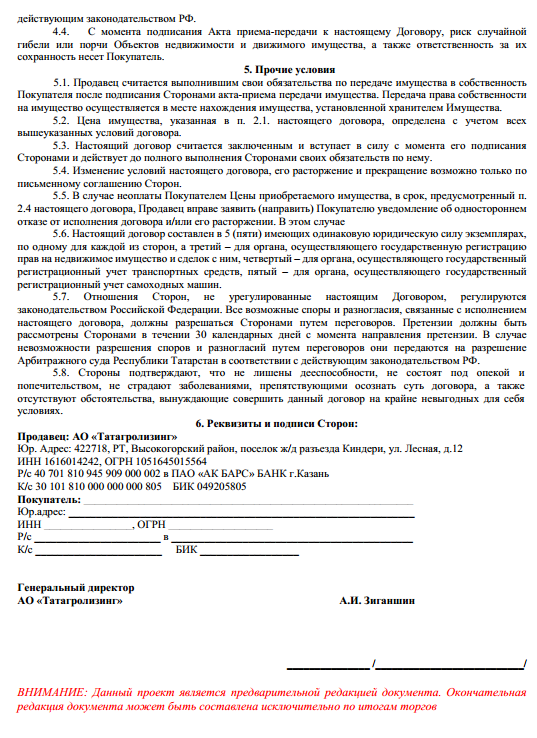 действующим законодательством РФ.
4.4. С момента подписания Акта приема-передачи к настоящему Договору, риск случайной
гибели или порчи Объектов недвижимости и движимого имущества, а также ответственность за их
сохранность несет Покупатель.
5. Прочие условия
5.1. Продавец считается выполнившим свои обязательства по передаче имущества в собственность
Покупателя после подписания Сторонами акта-приема передачи имущества. Передача права собственности
на имущество осуществляется в месте нахождения имущества, установленной хранителем Имущества.
5.2. Цена имущества, указанная в п. 2.1. настоящего договора, определена с учетом всех
вышеуказанных условий договора.
5.3. Настоящий договор считается заключенным и вступает в силу с момента его подписания
Сторонами и действует до полного выполнения Сторонами своих обязательств по нему.
5.4. Изменение условий настоящего договора, его расторжение и прекращение возможно только по
письменному соглашению Сторон.
5.5. В случае неоплаты Покупателем Цены приобретаемого имущества, в срок, предусмотренный п.
2.4 настоящего договора, Продавец вправе заявить (направить) Покупателю уведомление об одностороннем
отказе от исполнения договора и/или его расторжении. В этом случае
5.6. Настоящий договор составлен в 5 (пяти) имеющих одинаковую юридическую силу экземплярах,
по одному для каждой из сторон, а третий – для органа, осуществляющего государственную регистрацию
прав на недвижимое имущество и сделок с ним, четвертый – для органа, осуществляющего государственный
регистрационный учет транспортных средств, пятый – для органа, осуществляющего государственный
регистрационный учет самоходных машин.
5.7. Отношения Сторон, не урегулированные настоящим Договором, регулируются
законодательством Российской Федерации. Все возможные споры и разногласия, связанные с исполнением
настоящего договора, должны разрешаться Сторонами путем переговоров. Претензии должны быть
рассмотрены Сторонами в течении 30 календарных дней с момента направления претензии. В случае
невозможности разрешения споров и разногласий путем переговоров они передаются на разрешение
Арбитражного суда Республики Татарстан в соответствии с действующим законодательством РФ.
5.8. Стороны подтверждают, что не лишены дееспособности, не состоят под опекой и
попечительством, не страдают заболеваниями, препятствующими осознать суть договора, а также
отсутствуют обстоятельства, вынуждающие совершить данный договор на крайне невыгодных для себя
условиях.
6. Реквизиты и подписи Сторон:
Продавец: АО «Татагролизинг»
Юр. Адрес: 422718, РТ, Высокогорский район, поселок ж/д разъезда Киндери, ул. Лесная, д.12
ИНН 1616014242, ОГРН 1051645015564
Р/с 40 701 810 945 909 000 002 в ПАО «АК БАРС» БАНК г.Казань
К/с 30 101 810 000 000 000 805 БИК 049205805
Покупатель: ____________________
Юр.адрес: ____________________
ИНН ________________, ОГРН ____________________
Р/с ____________________ в ____________________
К/с ____________________ БИК ____________________
Генеральный директор
АО «Татагролизинг» А.И. Зиганшин
_______________ /___________________________/
ВНИМАНИЕ: Данный проект является предварительной редакцией документа. Окончательная
редакция документа может быть составлена исключительно по итогам торгов